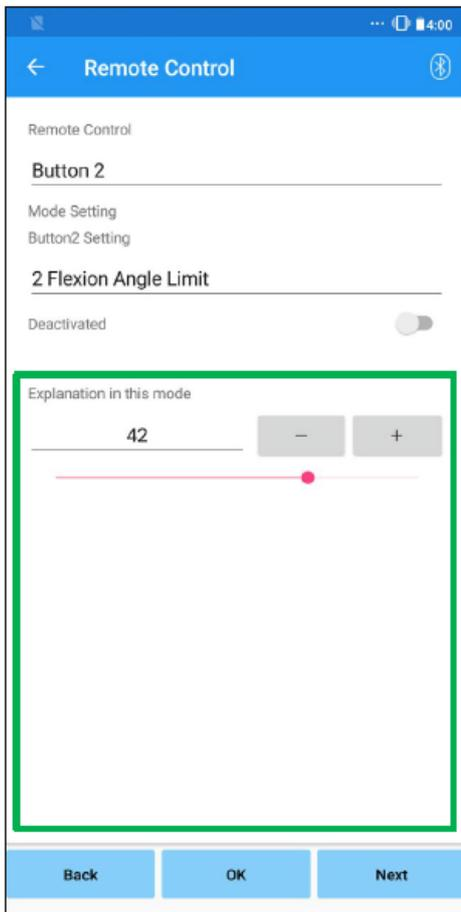 4:00
Remote Control
Remote Control
Button 2
Mode Setting
Button2 Setting
2 Flexion Angle Limit
Deactivated
Explanation in this mode
42 − +
Back OK Next